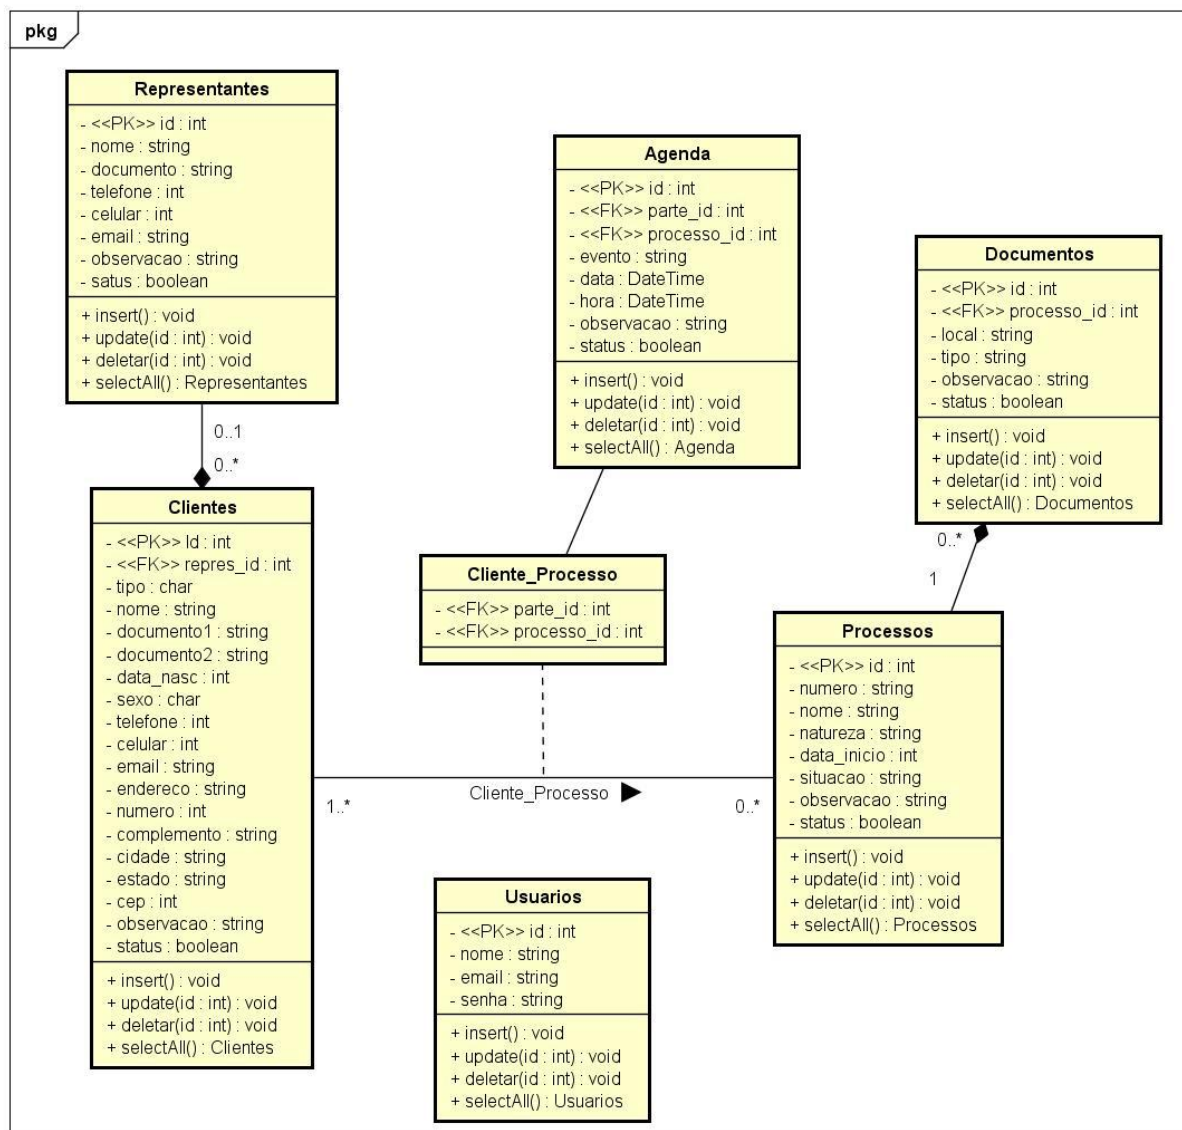 pkg
Representantes
- <<PK>> id : int
- nome : string
- documento : string
- telefone : int
- celular : int
- email : string
- observacao : string
- satus : boolean
+ insert() : void
+ update(id : int) : void
+ deletar(id : int) : void
+ selectAll() : Representantes
0..1
0..*
Agenda
- <<PK>> id : int
- <<FK>> parte_id : int
- <<FK>> processo_id : int
- evento : string
- data : DateTime
- hora : DateTime
- observacao : string
- status : boolean
+ insert() : void
+ update(id : int) : void
+ deletar(id : int) : void
+ selectAll() : Agenda
Documentos
- <<PK>> id : int
- <<FK>> processo_id : int
- local : string
- tipo : string
- observacao : string
- status : boolean
+ insert() : void
+ update(id : int) : void
+ deletar(id : int) : void
+ selectAll() : Documentos
0..*
1
Clientes
- <<PK>> Id : int
- <<FK>> repres_id : int
- tipo : char
- nome : string
- documento1 : string
- documento2 : string
- data_nasc : int
- sexo : char
- telefone : int
- celular : int
- email : string
- endereco : string
- numero : int
- complemento : string
- cidade : string
- estado : string
- cep : int
- observacao : string
- status : boolean
+ insert() : void
+ update(id : int) : void
+ deletar(id : int) : void
+ selectAll() : Clientes
Cliente_Processo
- <<FK>> parte_id : int
- <<FK>> processo_id : int
1..*
Cliente_Processo
0..*
Processos
- <<PK>> id : int
- numero : string
- nome : string
- natureza : string
- data_inicio : int
- situacao : string
- observacao : string
- status : boolean
+ insert() : void
+ update(id : int) : void
+ deletar(id : int) : void
+ selectAll() : Processos
Usuarios
- <<PK>> id : int
- nome : string
- email : string
- senha : string
+ insert() : void
+ update(id : int) : void
+ deletar(id : int) : void
+ selectAll() : Usuarios